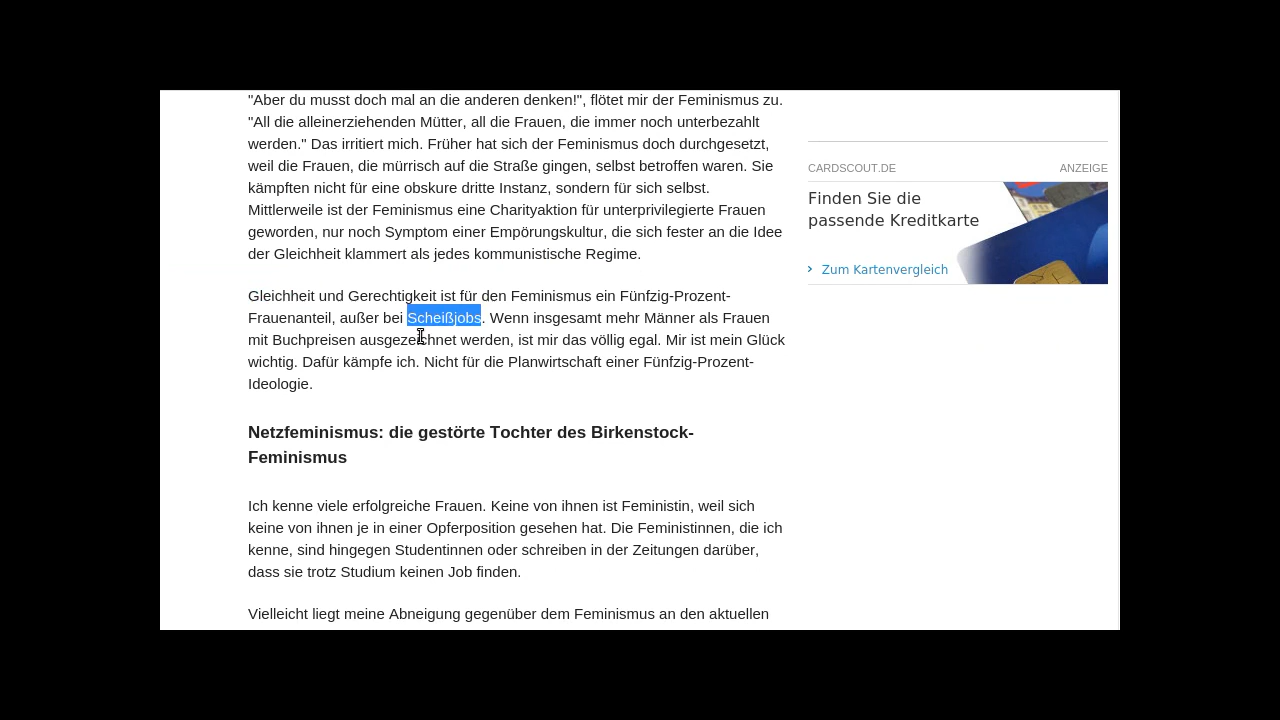 "Aber du musst doch mal an die anderen denken!", flötet mir der Feminismus zu.
"All die alleinerziehenden Mütter, all die Frauen, die immer noch unterbezahlt
werden." Das irritiert mich. Früher hat sich der Feminismus doch durchgesetzt,
weil die Frauen, die mürrisch auf die Straße gingen, selbst betroffen waren. Sie
kämpften nicht für eine obskure dritte Instanz, sondern für sich selbst.
Mittlerweile ist der Feminismus eine Charityaktion für unterprivilegierte Frauen
geworden, nur noch Symptom einer Empörungskultur, die sich fester an die Idee
der Gleichheit klammert als jedes kommunistische Regime.
Gleichheit und Gerechtigkeit ist für den Feminismus ein Fünfzig-Prozent-
Frauenanteil, außer bei Scheißjobs. Wenn insgesamt mehr Männer als Frauen
mit Buchpreisen ausgezeichnet werden, ist mir das völlig egal. Mir ist mein Glück
wichtig. Dafür kämpfe ich. Nicht für die Planwirtschaft einer Fünfzig-Prozent-
Ideologie.
Netzfeminismus: die gestörte Tochter des Birkenstock-
Feminismus
Ich kenne viele erfolgreiche Frauen. Keine von ihnen ist Feministin, weil sich
keine von ihnen je in einer Opferposition gesehen hat. Die Feministinnen, die ich
kenne, sind hingegen Studentinnen oder schreiben in der Zeitungen darüber,
dass sie trotz Studium keinen Job finden.
Vielleicht liegt meine Abneigung gegenüber dem Feminismus an den aktuellen
CARDSCOUT.DE ANZEIGE
Finden Sie die
passende Kreditkarte
Zum Kartenvergleich